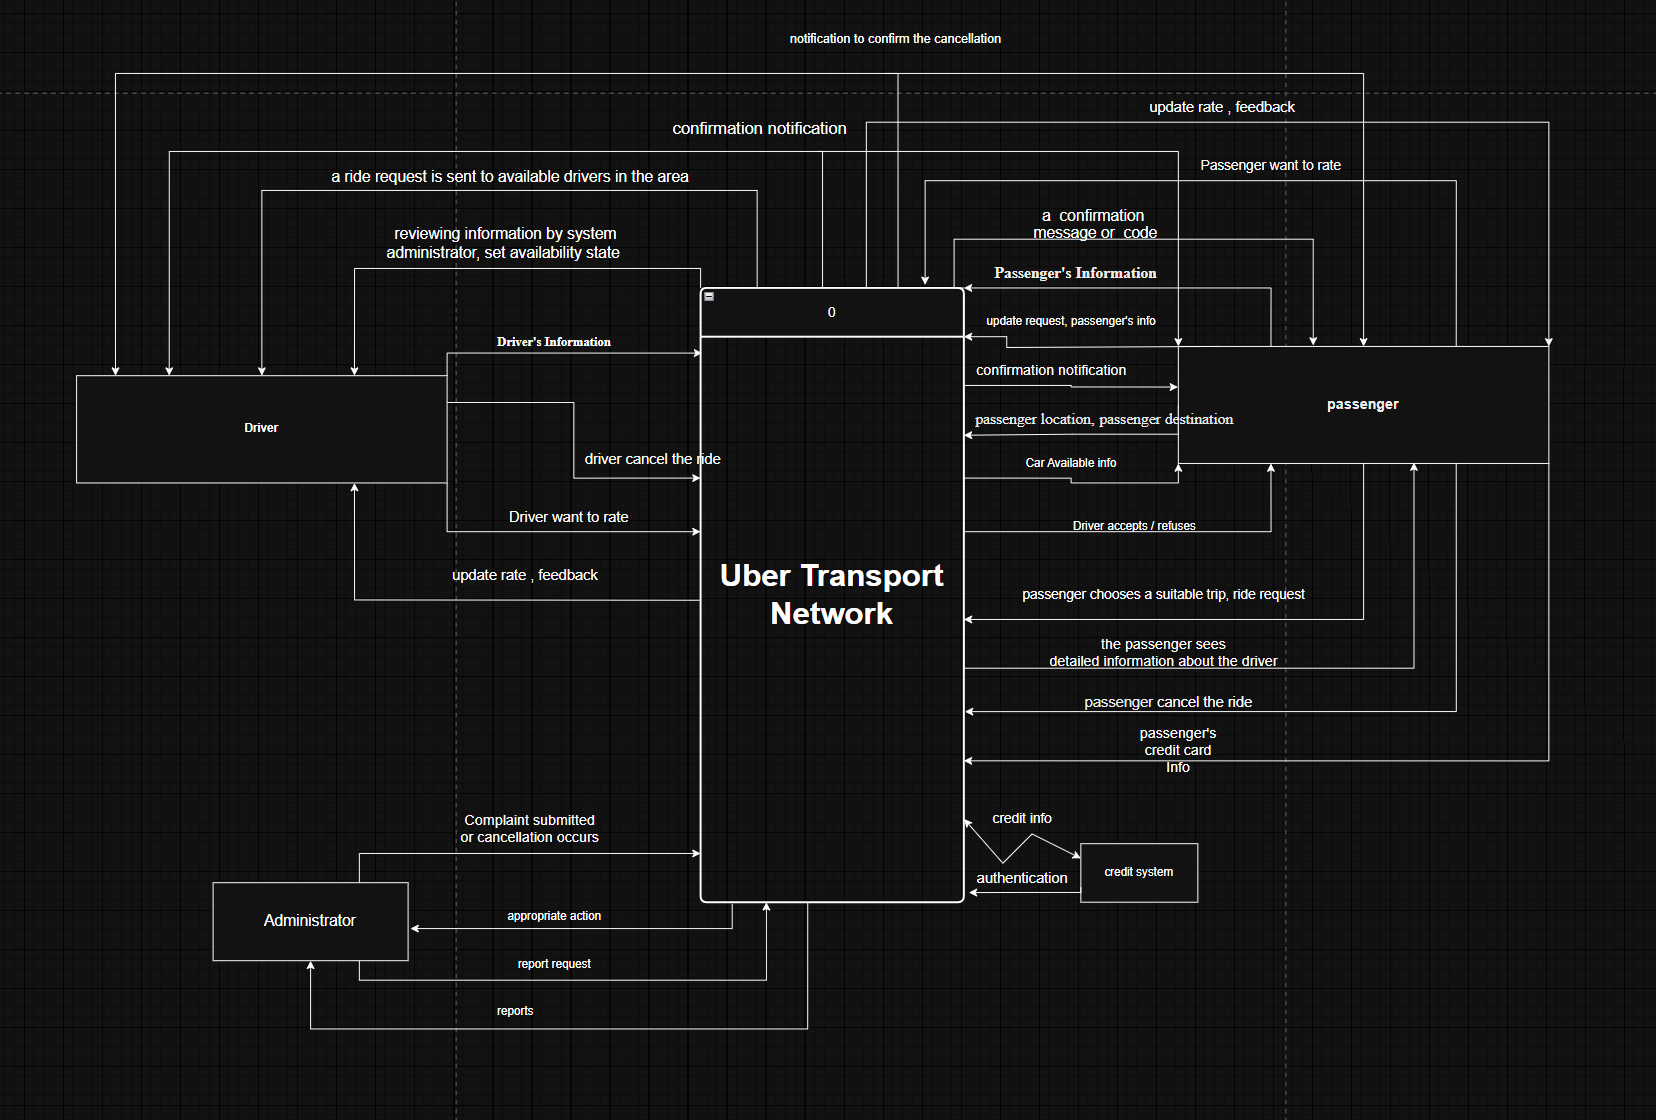 notification to confirm the cancellation
update rate , feedback
confirmation notification
Passenger want to rate
a ride request is sent to available drivers in the area
a  confirmation
message or  code
reviewing information by system
administrator, set availability state
Passenger's Information
0
update request, passenger's info
Driver's Information
confirmation notification
passenger
passenger location, passenger destination
Driver
driver cancel the ride
Car Available info
Driver want to rate
Driver accepts / refuses
update rate , feedback
Uber Transport
Network
passenger chooses a suitable trip, ride request
the passenger sees
detailed information about the driver
passenger cancel the ride
passenger's
credit card
Info
Complaint submitted
or cancellation occurs
credit info
credit system
authentication
Administrator
appropriate action
report request
reports